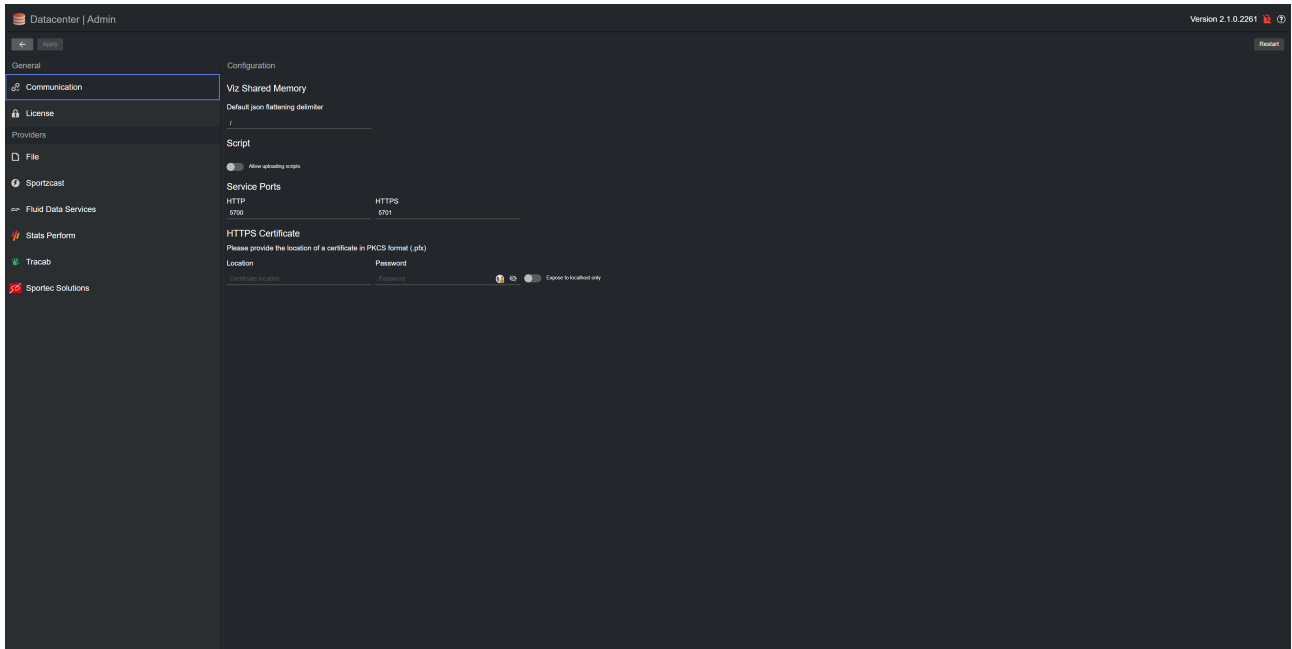 Datacenter | Admin
Version 2.1.0.2261
Apply
Restart
General
Configuration
Communication
License
Providers
File
Sportzcast
Fluid Data Services
Stats Perform
Tracab
Sportec Solutions
Viz Shared Memory
Default json flattening delimiter
/
Script
Allow uploading scripts
Service Ports
HTTP HTTPS
5700 5701
HTTPS Certificate
Please provide the location of a certificate in PKCS format (.pfx)
Location Password
Certificate location Password Expose to localhost only